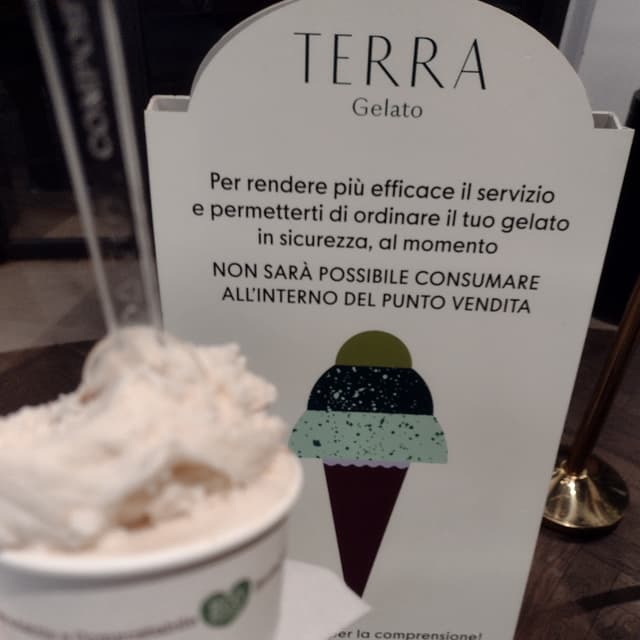 TERRA
Gelato
Per rendere più efficace il servizio
e permetterti di ordinare il tuo gelato
in sicurezza, al momento
NON SARÀ POSSIBILE CONSUMARE
ALL'INTERNO DEL PUNTO VENDITA
per la comprensione!